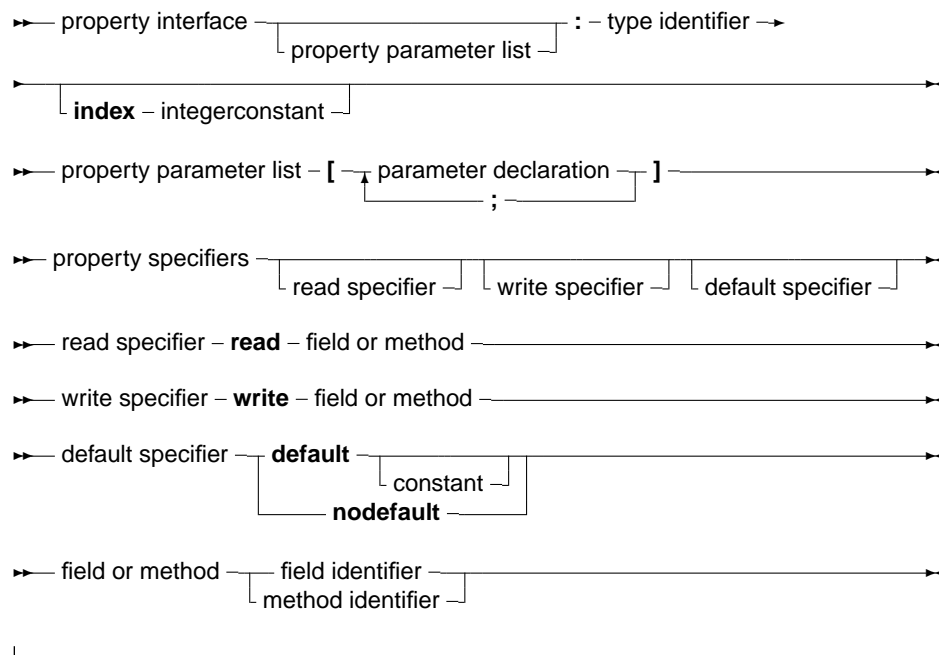 property interface : type identifier
property parameter list
index integerconstant
property parameter list [ parameter declaration ]
;
property specifiers
read specifier write specifier default specifier
read specifier read field or method
write specifier write field or method
default specifier default
constant
nodefault
field or method field identifier
method identifier